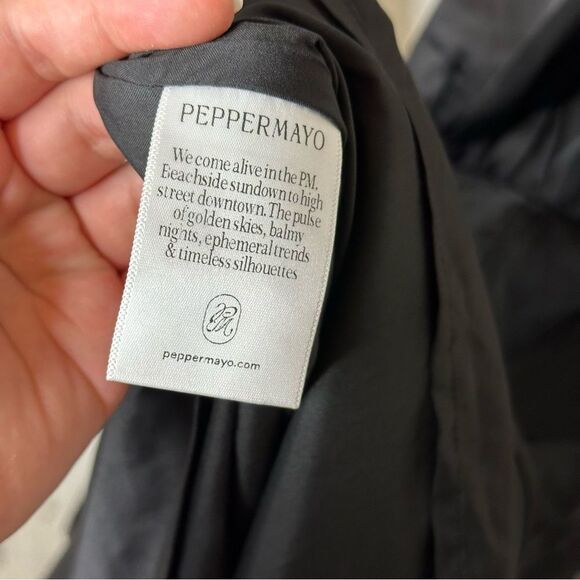 PEPPERMAYO
We come alive in the PM.
Beachside sundown to high
street downtown. The pulse
of golden skies, balmy
nights, ephemeral trends
& timeless silhouettes
PM
peppermayo.com